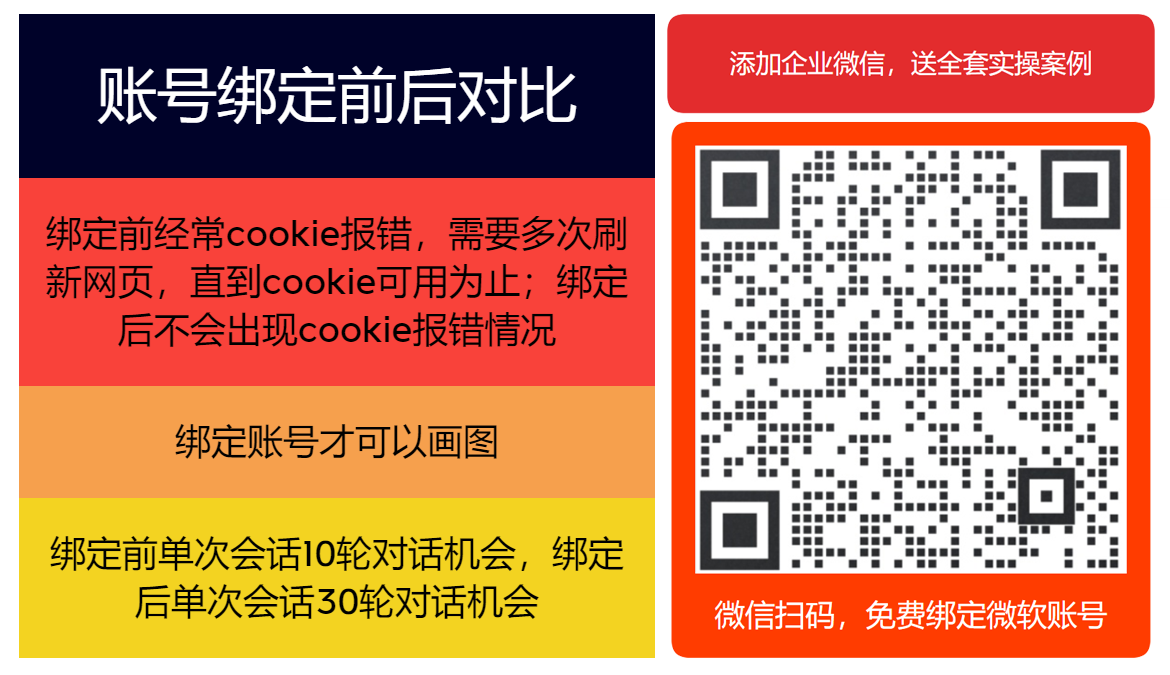 账号绑定前后对比
绑定前经常cookie报错，需要多次刷
新网页，直到cookie可用为止；绑定
后不会出现cookie报错情况
绑定账号才可以画图
绑定前单次会话10轮对话机会，绑定
后单次会话30轮对话机会
添加企业微信，送全套实操案例
微信扫码，免费绑定微软账号